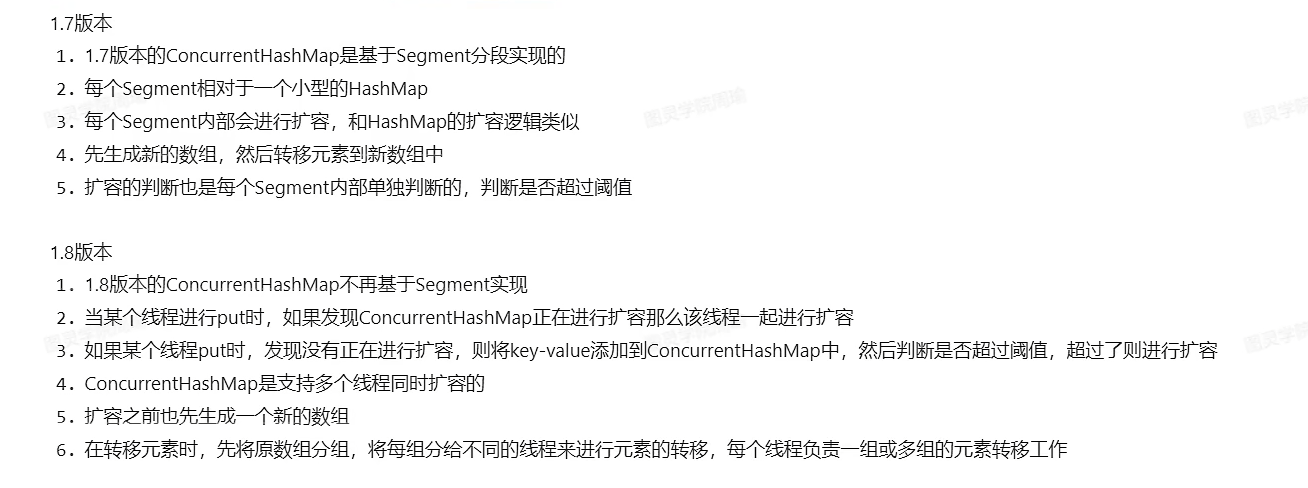 1.7版本
1. 1.7版本的ConcurrentHashMap是基于Segment分段实现的
2. 每个Segment相对于一个小型的HashMap
3. 每个Segment内部会进行扩容，和HashMap的扩容逻辑类似
4. 先生成新的数组，然后转移元素到新数组中
5. 扩容的判断也是每个Segment内部单独判断的，判断是否超过阈值
1.8版本
1. 1.8版本的ConcurrentHashMap不再基于Segment实现
2. 当某个线程进行put时，如果发现ConcurrentHashMap正在进行扩容那么该线程一起进行扩容
3. 如果某个线程put时，发现没有正在进行扩容，则将key-value添加到ConcurrentHashMap中，然后判断是否超过阈值，超过了则进行扩容
4. ConcurrentHashMap是支持多个线程同时扩容的
5. 扩容之前也先生成一个新的数组
6. 在转移元素时，先将原数组分组，将每组分给不同的线程来进行元素的转移，每个线程负责一组或多组的元素转移工作
图灵学院周瑜